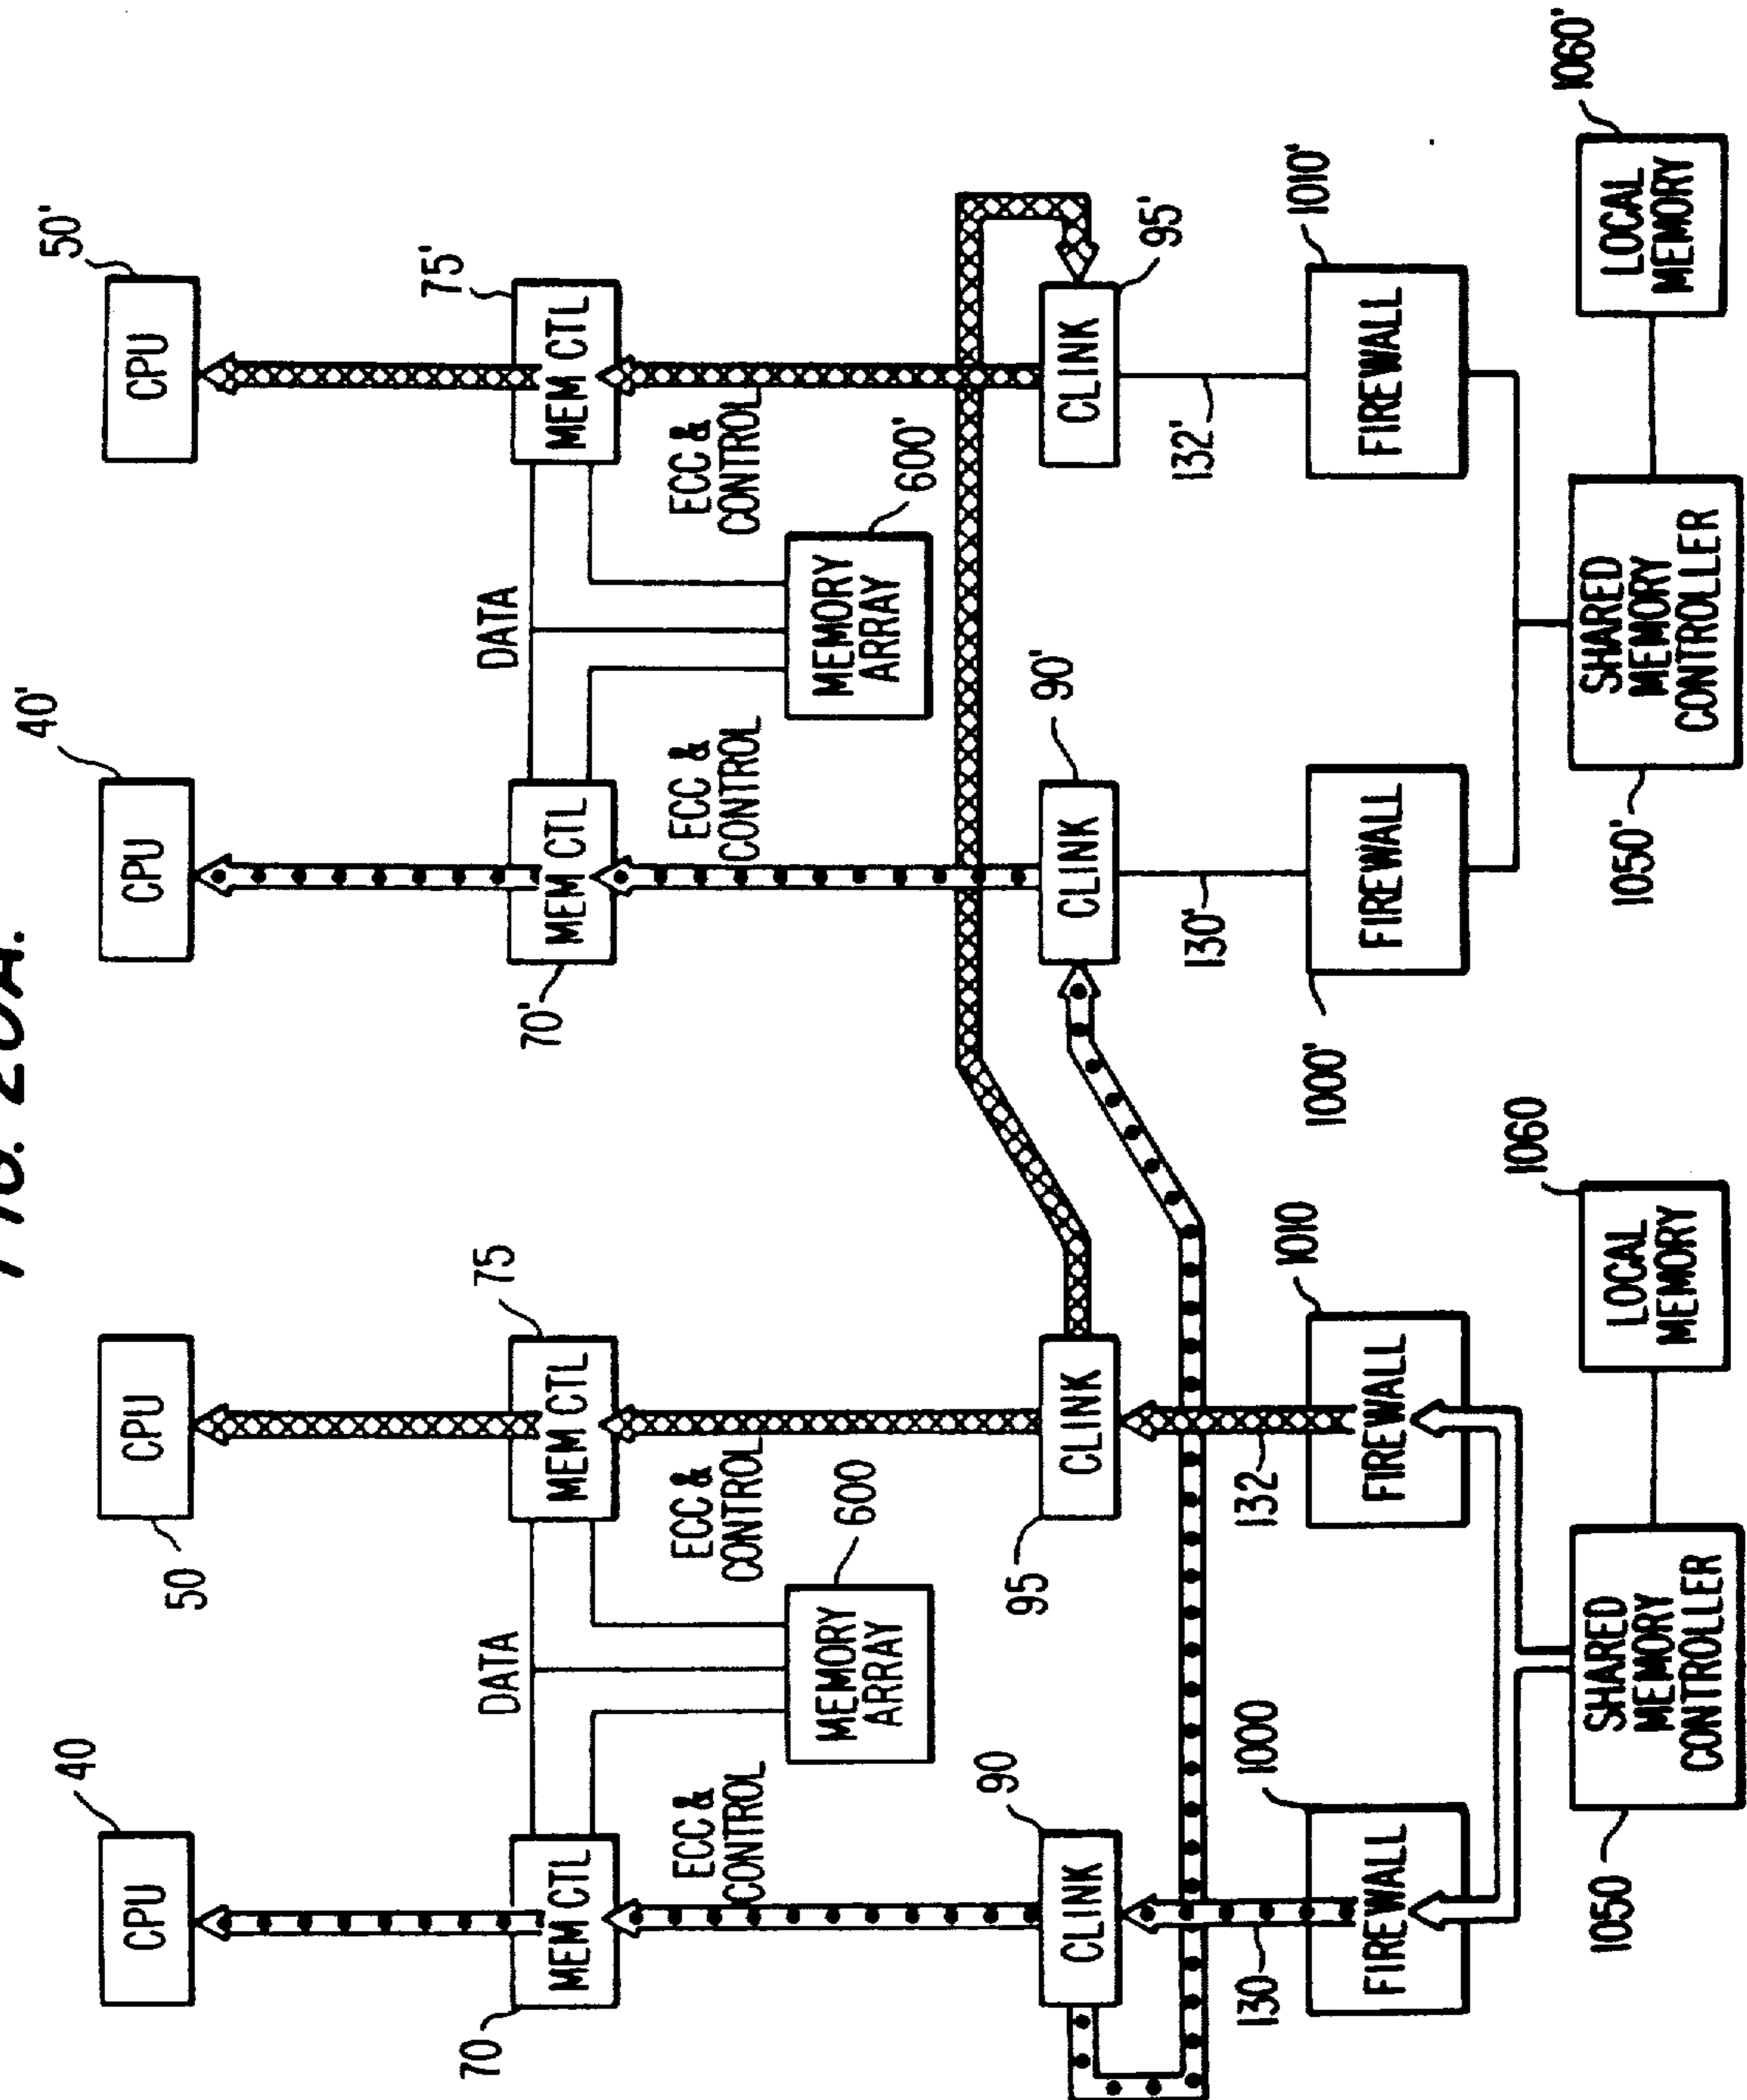 FIG. 20A.
40
CPU
50
CPU
40'
CPU
50'
CPU
70
MEM CTL
DATA
75
MEM CTL
70'
MEM CTL
DATA
75'
MEM CTL
ECC &
CONTROL
ECC &
CONTROL
ECC &
CONTROL
ECC &
CONTROL
600
MEMORY
ARRAY
600'
MEMORY
ARRAY
90
CLINK
95
CLINK
90'
CLINK
95'
CLINK
130
132
130'
132'
1000
FIREWALL
1010
FIREWALL
1000'
FIREWALL
1010'
FIREWALL
1050
SHARED
MEMORY
CONTROLLER
1060
LOCAL
MEMORY
1050'
SHARED
MEMORY
CONTROLLER
1060'
LOCAL
MEMORY